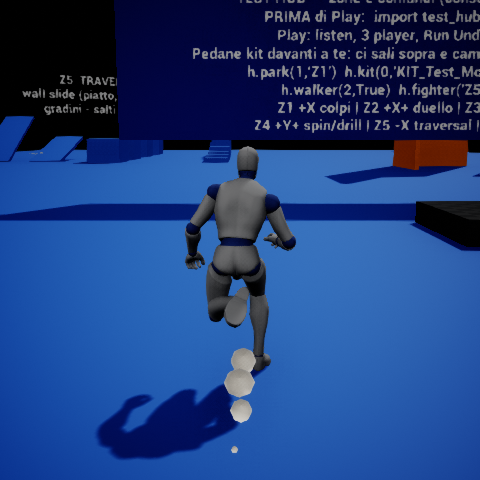 PRIMA di Play: import test_hub
Play: listen, 3 player, Run Und
Pedane kit davanti a te: ci sali sopra e cam
h.park(1,'Z1') h.kit(0,'KIT_Test_Mo
h.walker(2,True) h.fighter('Z5
Z1 +X colpi | Z2 +X+ duello | Z3
Z4 +Y+ spin/drill | Z5 -X traversal |
Z5 TRAVE
wall slide (piatto,
gradini - salti